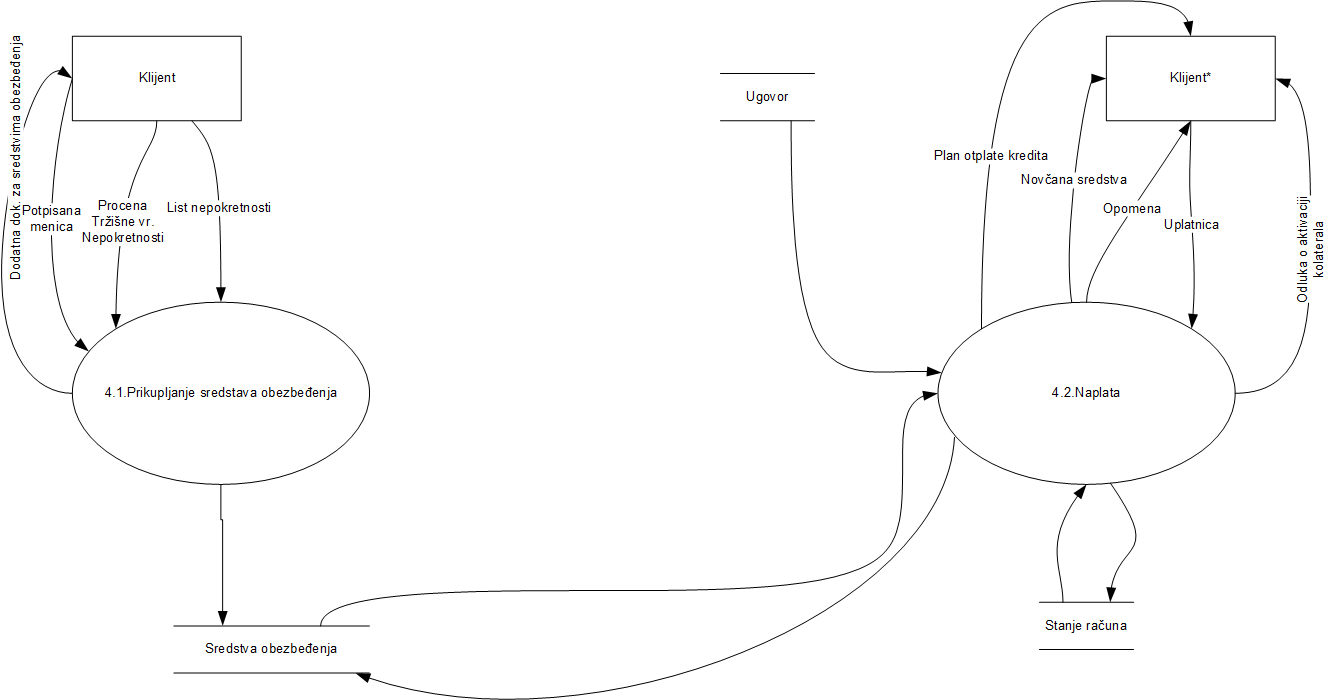 Klijent
Dodatna dok. za sredstvima obezbeđenja
Potpisana
menica
Procena
Tržišne vr.
Nepokretnosti
List nepokretnosti
4.1.Prikupljanje sredstava obezbeđenja
Sredstva obezbeđenja
Ugovor
Klijent*
Plan otplate kredita
Novčana sredstva
Opomena
Uplatnica
Odluka o aktivaciji
kolaterala
4.2.Naplata
Stanje računa